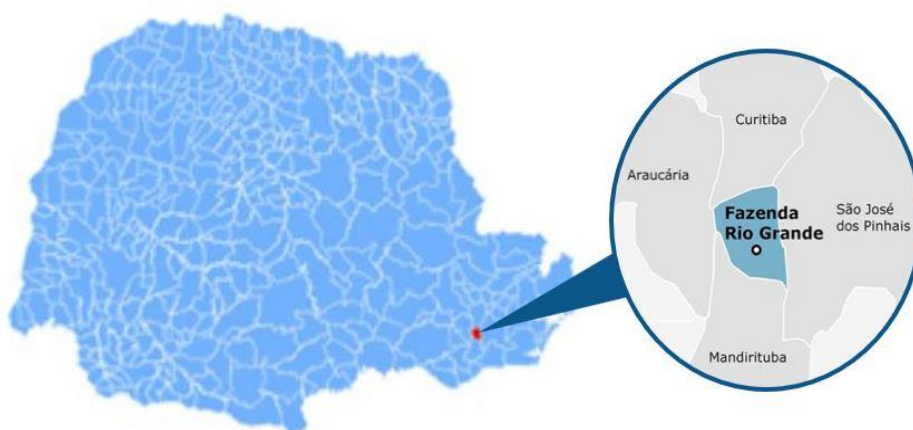 Curitiba
Araucária
Fazenda
Rio Grande
São José
dos Pinhais
Mandirituba